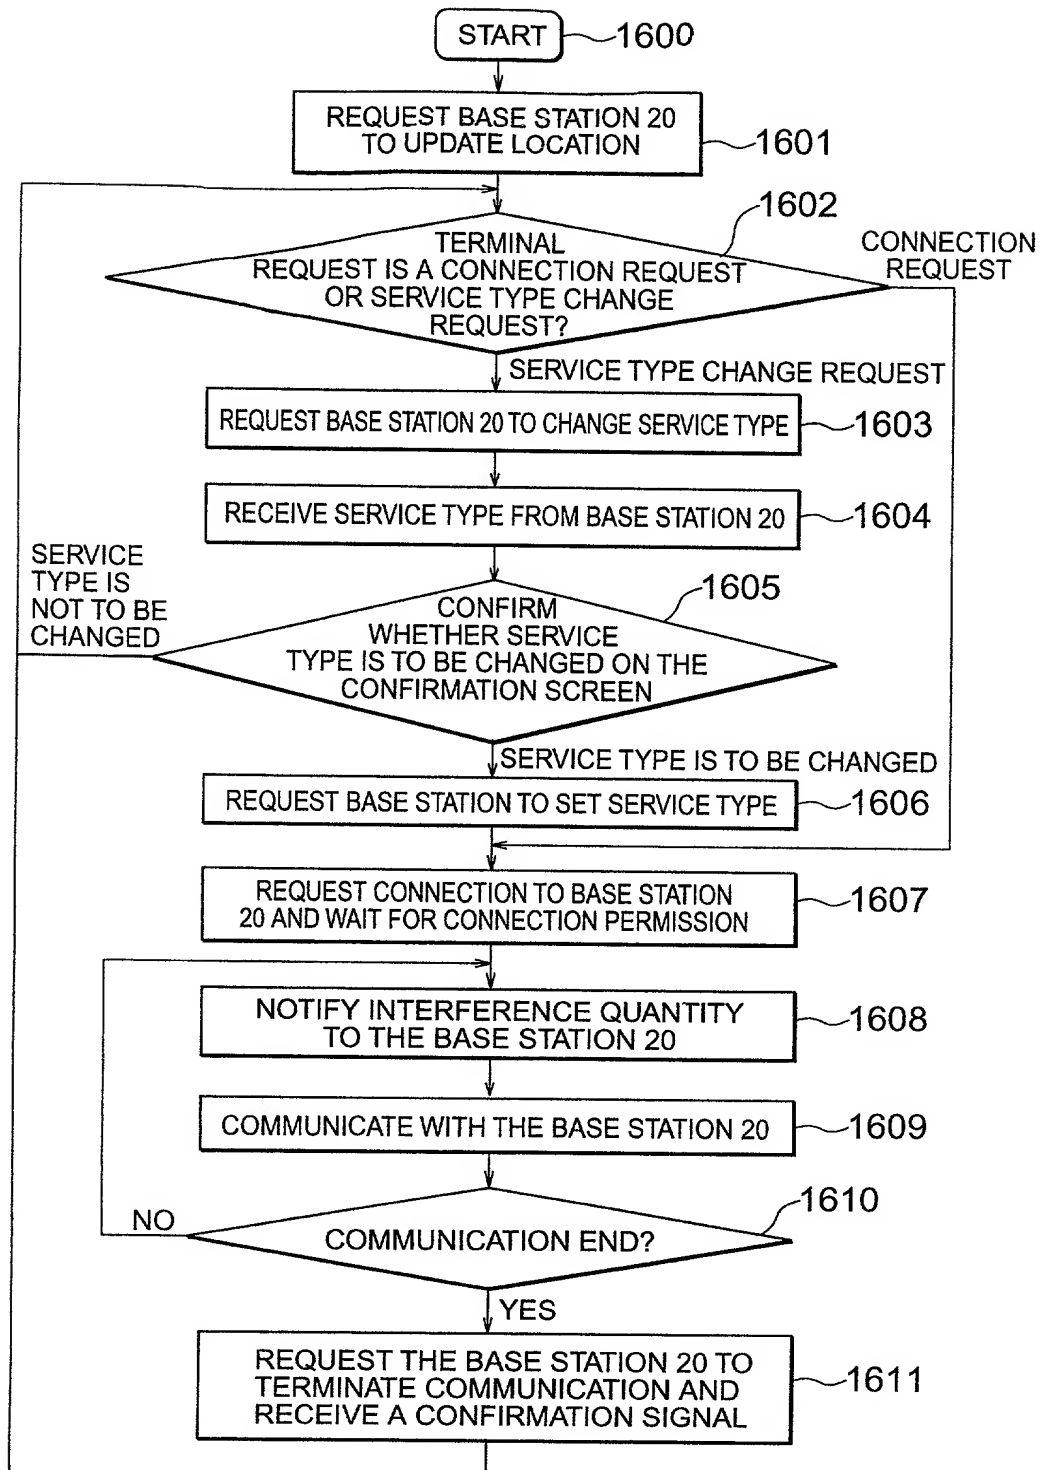 START
1600
REQUEST BASE STATION 20
TO UPDATE LOCATION
1601
1602
TERMINAL
REQUEST IS A CONNECTION REQUEST
OR SERVICE TYPE CHANGE
REQUEST?
CONNECTION
REQUEST
SERVICE TYPE CHANGE REQUEST
REQUEST BASE STATION 20 TO CHANGE SERVICE TYPE
1603
RECEIVE SERVICE TYPE FROM BASE STATION 20
1604
SERVICE
TYPE IS
NOT TO BE
CHANGED
1605
CONFIRM
WHETHER SERVICE
TYPE IS TO BE CHANGED ON THE
CONFIRMATION SCREEN
SERVICE TYPE IS TO BE CHANGED
REQUEST BASE STATION TO SET SERVICE TYPE
1606
REQUEST CONNECTION TO BASE STATION
20 AND WAIT FOR CONNECTION PERMISSION
1607
NOTIFY INTERFERENCE QUANTITY
TO THE BASE STATION 20
1608
COMMUNICATE WITH THE BASE STATION 20
1609
1610
NO
COMMUNICATION END?
YES
REQUEST THE BASE STATION 20 TO
TERMINATE COMMUNICATION AND
RECEIVE A CONFIRMATION SIGNAL
1611